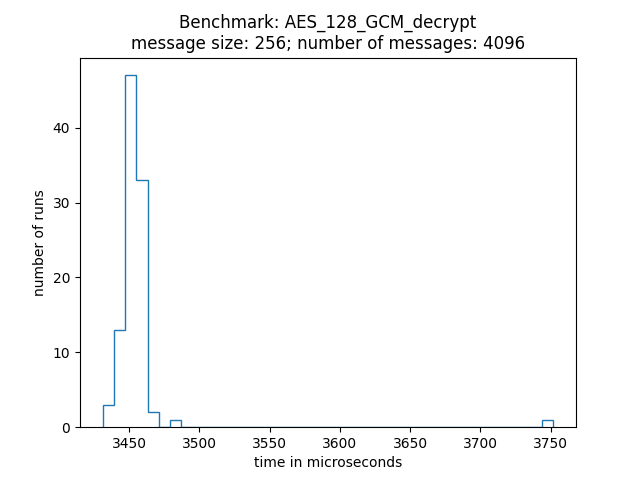 Benchmark: AES_128_GCM_decrypt
message size: 256; number of messages: 4096
number of runs
40
30
20
10
0
3450 3500 3550 3600 3650 3700 3750
time in microseconds